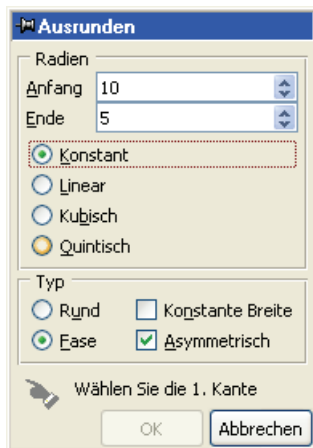 Ausrunden
Radien
Anfang 10
Ende 5
Konstant
Linear
Kubisch
Quintisch
Typ
Rund Konstante Breite
Fase Asymmetrisch
Wählen Sie die 1. Kante
OK Abbrechen